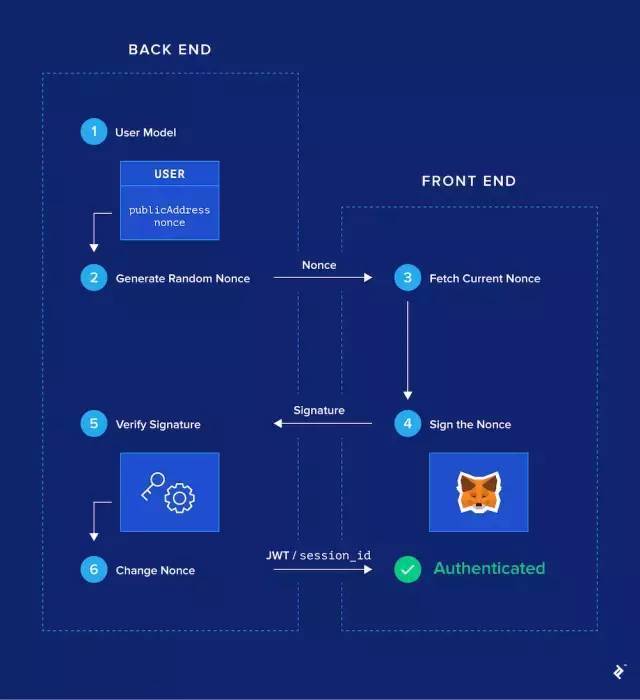 BACK END
1 User Model
USER
publicAddress
nonce
FRONT END
2 Generate Random Nonce
Nonce
3 Fetch Current Nonce
5 Verify Signature
Signature
4 Sign the Nonce
6 Change Nonce
JWT / session_id
Authenticated